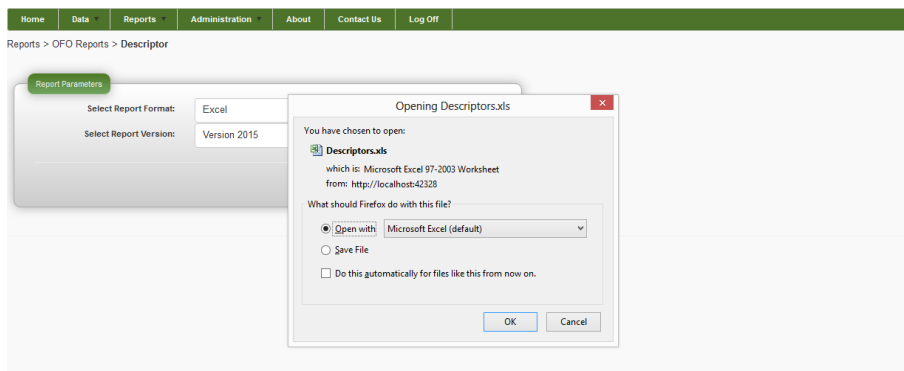 Home Data Reports Administration About Contact Us Log Off
Reports > OFO Reports > Descriptor
Report Parameters
Select Report Format: Excel
Select Report Version: Version 2015
Opening Descriptors.xls
You have chosen to open:
Descriptors.xls
which is: Microsoft Excel 97-2003 Worksheet
from: http://localhost:42328
What should Firefox do with this file?
Open with Microsoft Excel (default)
Save File
Do this automatically for files like this from now on.
OK Cancel